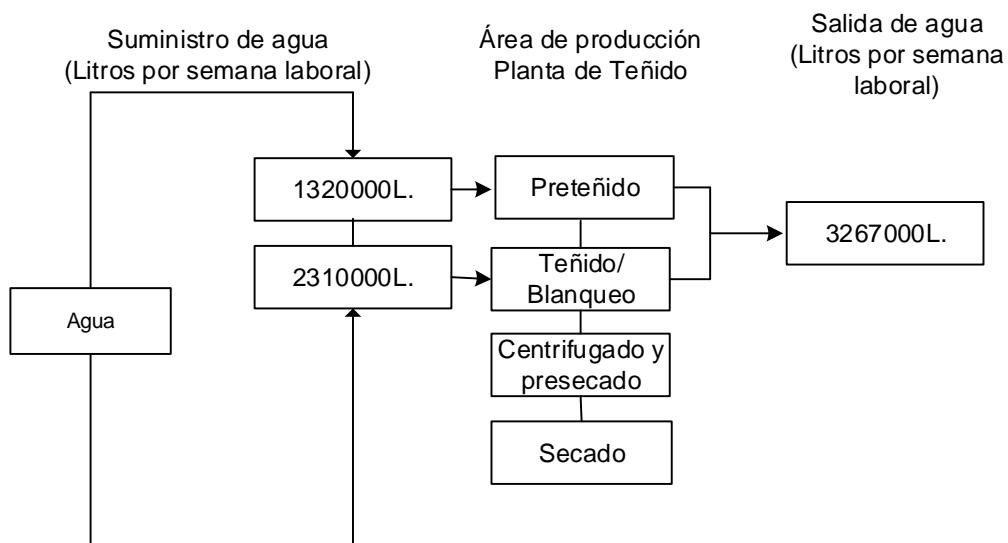 Suministro de agua
(Litros por semana laboral)
Área de producción
Planta de Teñido
Salida de agua
(Litros por semana
laboral)
1320000L.
Preteñido
3267000L.
2310000L.
Teñido/
Blanqueo
Agua
Centrifugado y
presecado
Secado